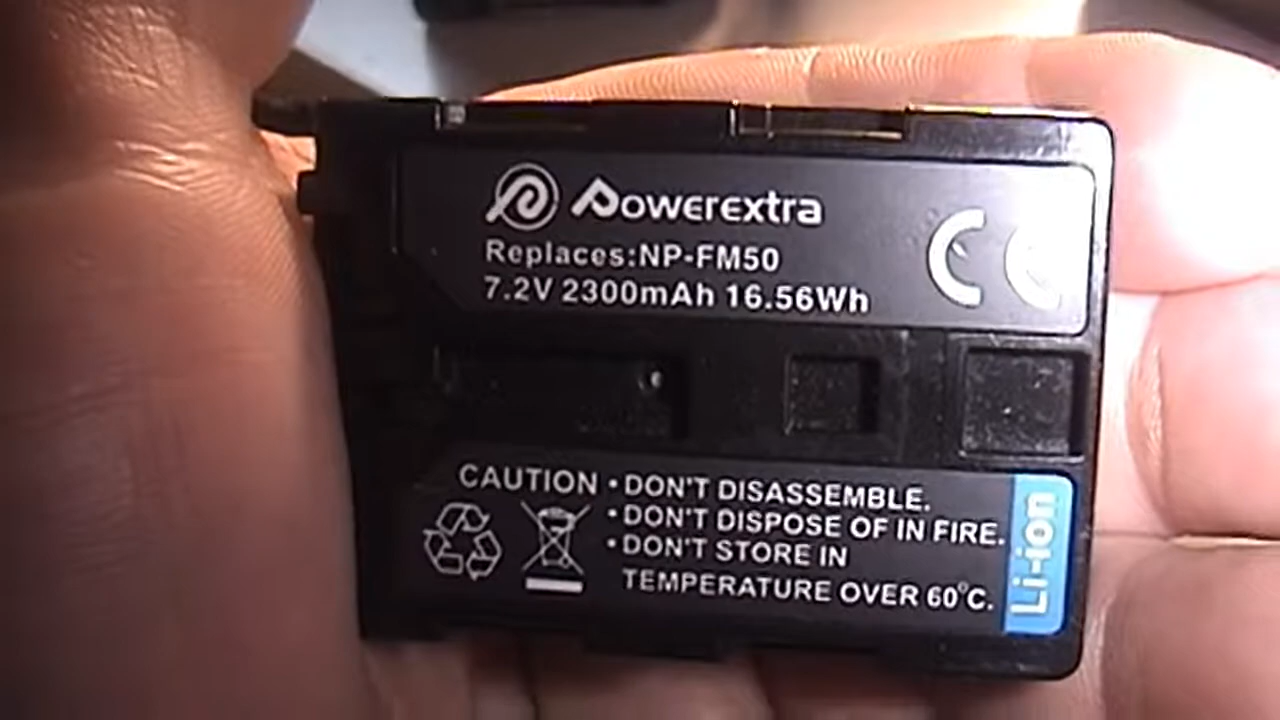 Powerextra
Replaces:NP-FM50
7.2V 2300mAh 16.56Wh
CE
CAUTION • DON'T DISASSEMBLE.
• DON'T DISPOSE OF IN FIRE.
• DON'T STORE IN
TEMPERATURE OVER 60°C.
Li-ion